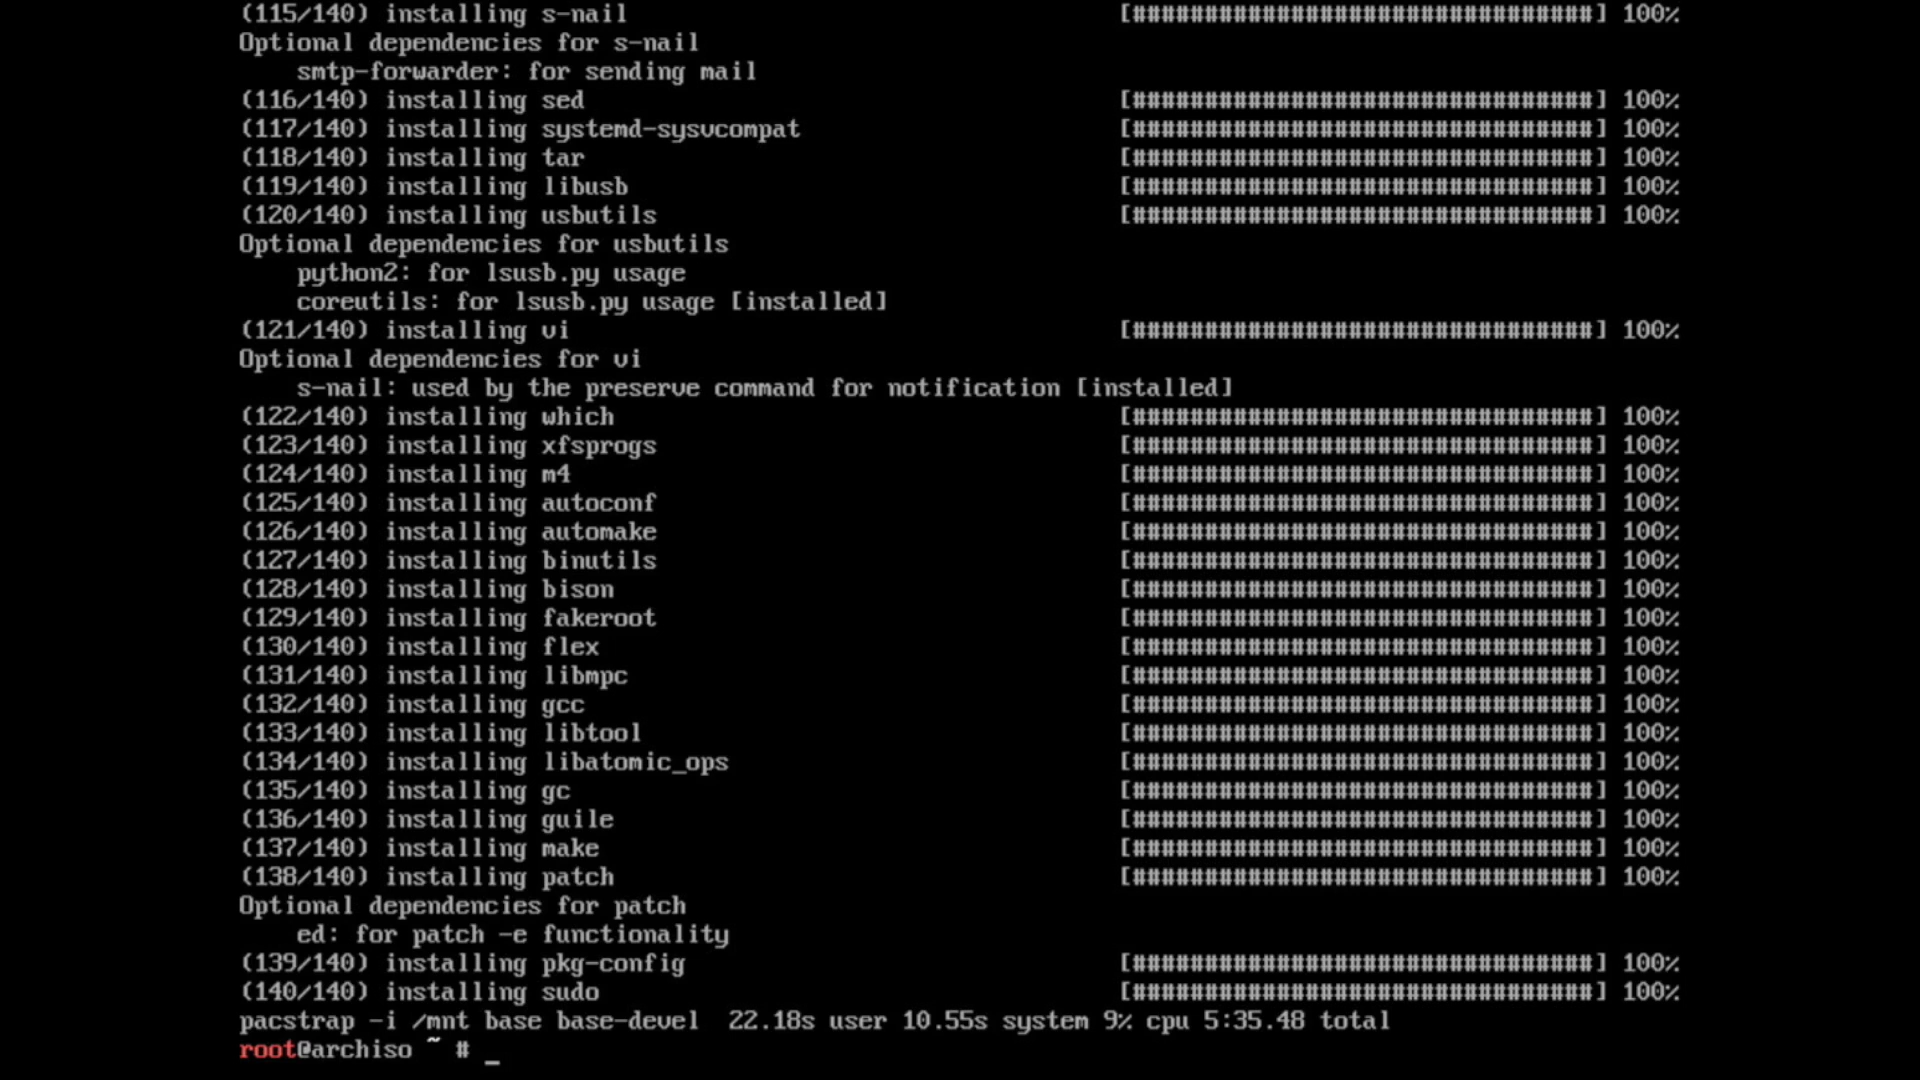 (115/140) installing s-nail [################################] 100%
Optional dependencies for s-nail
    smtp-forwarder: for sending mail
(116/140) installing sed [################################] 100%
(117/140) installing systemd-sysvcompat [################################] 100%
(118/140) installing tar [################################] 100%
(119/140) installing libusb [################################] 100%
(120/140) installing usbutils [################################] 100%
Optional dependencies for usbutils
    python2: for lsusb.py usage
    coreutils: for lsusb.py usage [installed]
(121/140) installing vi [################################] 100%
Optional dependencies for vi
    s-nail: used by the preserve command for notification [installed]
(122/140) installing which [################################] 100%
(123/140) installing xfsprogs [################################] 100%
(124/140) installing m4 [################################] 100%
(125/140) installing autoconf [################################] 100%
(126/140) installing automake [################################] 100%
(127/140) installing binutils [################################] 100%
(128/140) installing bison [################################] 100%
(129/140) installing fakeroot [################################] 100%
(130/140) installing flex [################################] 100%
(131/140) installing libmpc [################################] 100%
(132/140) installing gcc [################################] 100%
(133/140) installing libtool [################################] 100%
(134/140) installing libatomic_ops [################################] 100%
(135/140) installing gc [################################] 100%
(136/140) installing guile [################################] 100%
(137/140) installing make [################################] 100%
(138/140) installing patch [################################] 100%
Optional dependencies for patch
    ed: for patch -e functionality
(139/140) installing pkg-config [################################] 100%
(140/140) installing sudo [################################] 100%
pacstrap -i /mnt base base-devel  22.18s user 10.55s system 9% cpu 5:35.48 total
root@archiso ~ # _